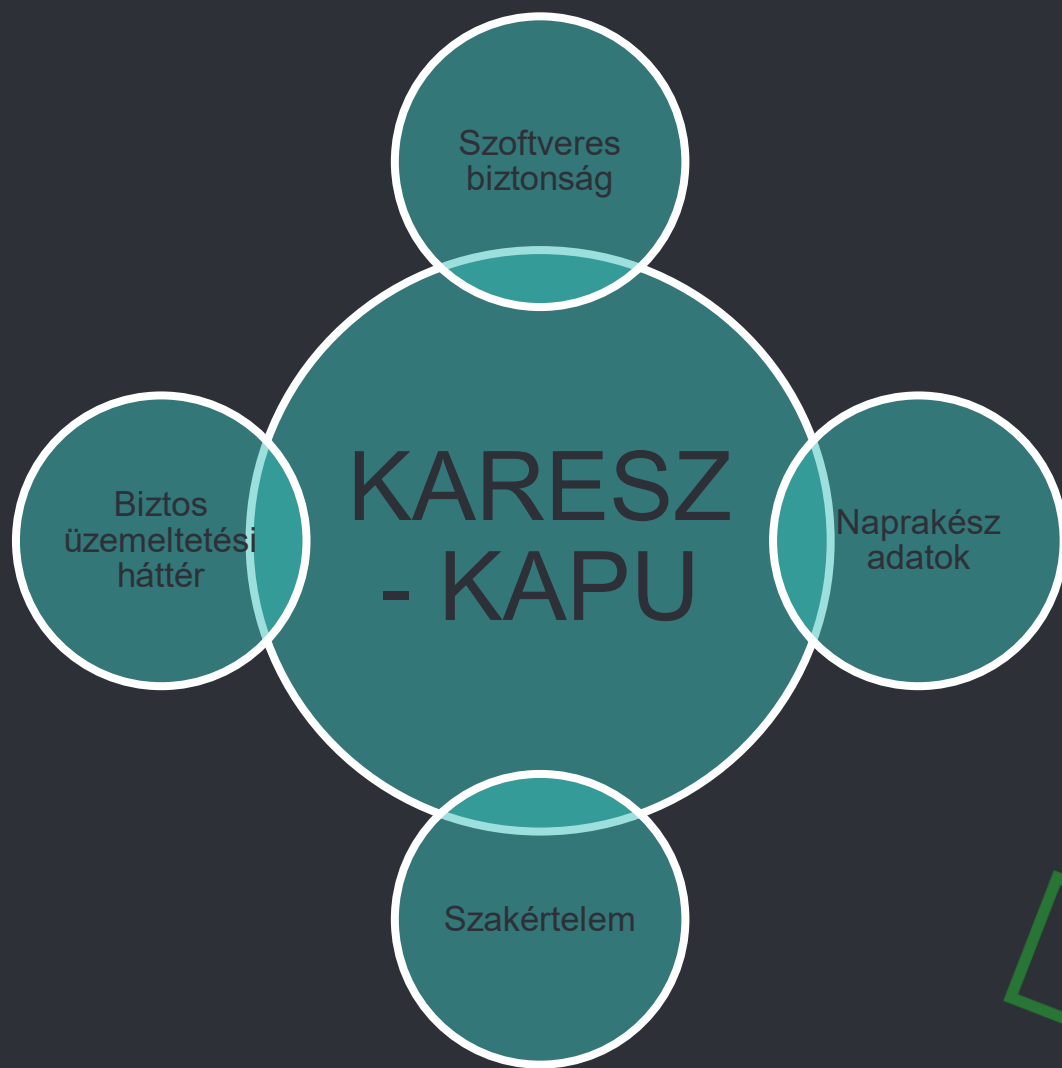 Szoftveres
biztonság
KARESZ
- KAPU
Biztos
üzemeltetési
háttér
Naprakész
adatok
Szakértelem